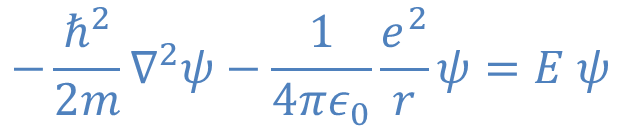 −ħ²/2m ∇²ψ − 1/4πϵ₀ e²/r ψ = E ψ